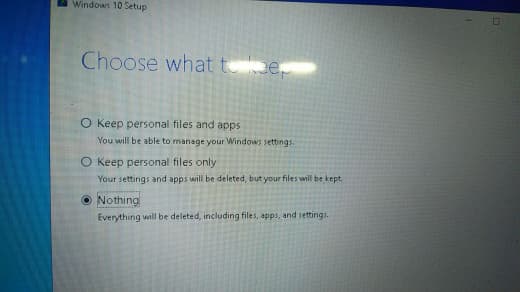 Windows 10 Setup
Choose what to keep
Keep personal files and apps
You will be able to manage your Windows settings.
Keep personal files only
Your settings and apps will be deleted, but your files will be kept.
Nothing
Everything will be deleted, including files, apps, and settings.